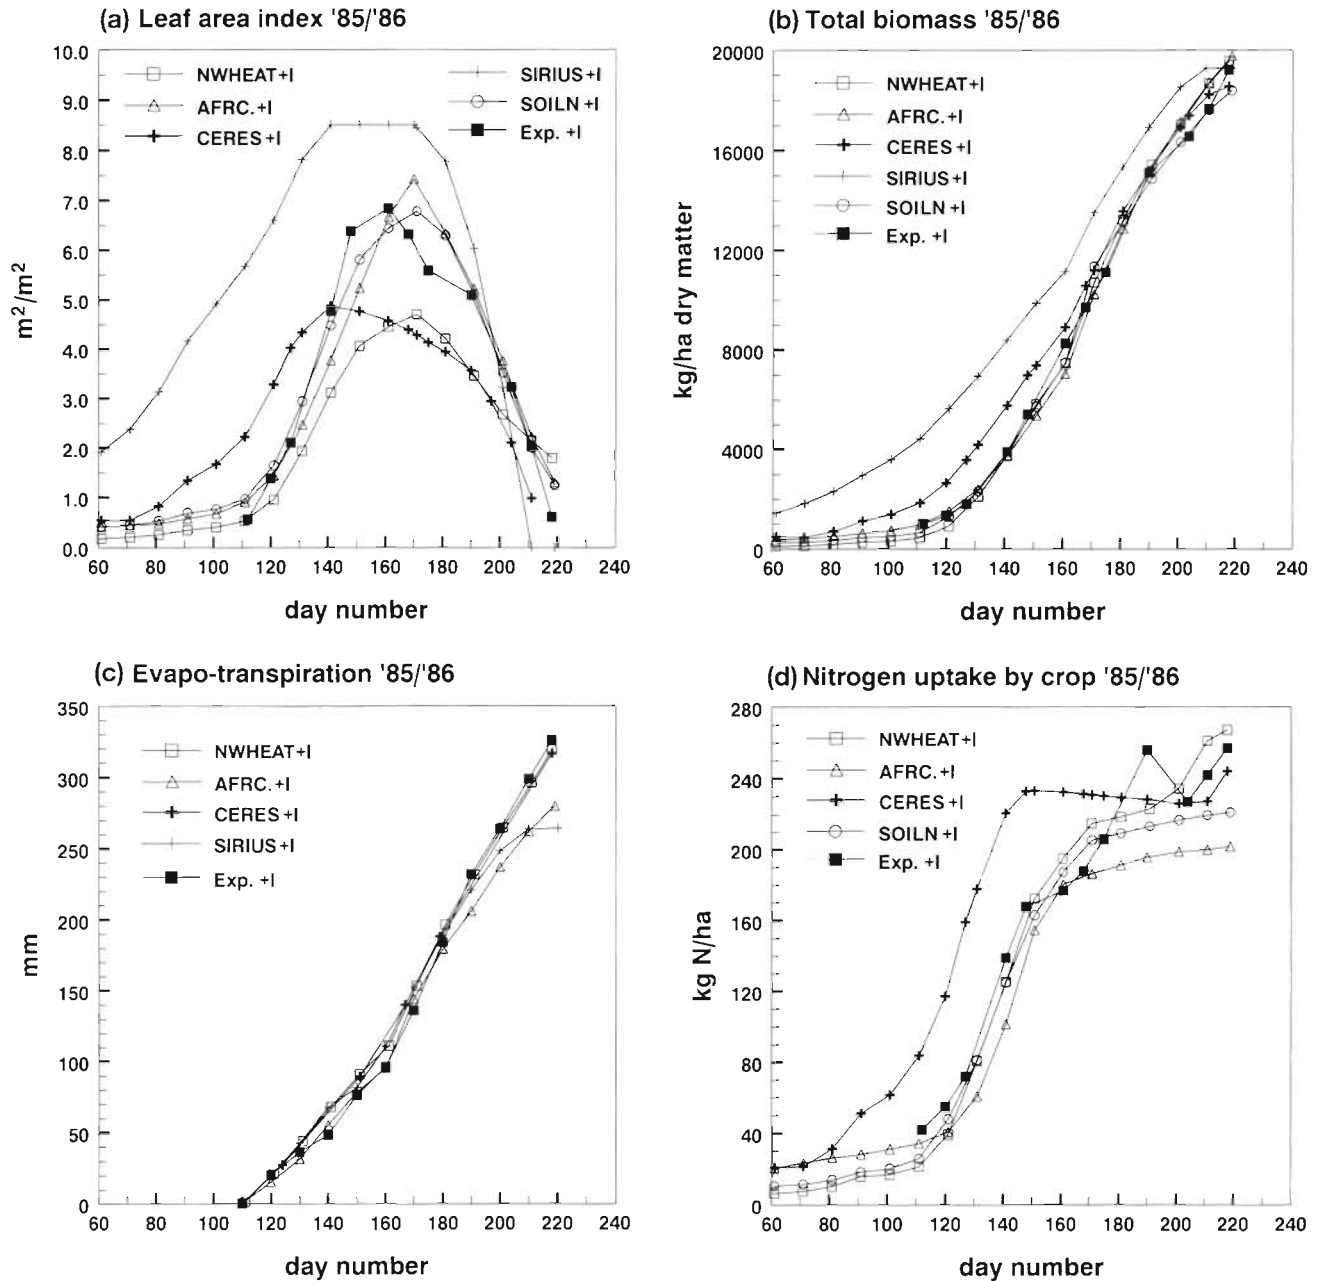 (a) Leaf area index '85/'86
10.0
9.0
8.0
7.0
6.0
5.0
4.0
3.0
2.0
1.0
0.0
m²/m²
NWHEAT+I
AFRC.+I
CERES+I
SIRIUS+I
SOILN+I
Exp. +I
60 80 100 120 140 160 180 200 220 240
day number
(b) Total biomass '85/'86
20000
16000
12000
8000
4000
0
kg/ha dry matter
NWHEAT+I
AFRC.+I
CERES+I
SIRIUS+I
SOILN+I
Exp. +I
60 80 100 120 140 160 180 200 220 240
day number
(c) Evapo-transpiration '85/'86
350
300
250
200
150
100
50
0
mm
NWHEAT+I
AFRC.+I
CERES+I
SIRIUS+I
Exp. +I
60 80 100 120 140 160 180 200 220 240
day number
(d) Nitrogen uptake by crop '85/'86
280
240
200
160
120
80
40
0
kg N/ha
NWHEAT+I
AFRC.+I
CERES+I
SOILN+I
Exp. +I
60 80 100 120 140 160 180 200 220 240
day number